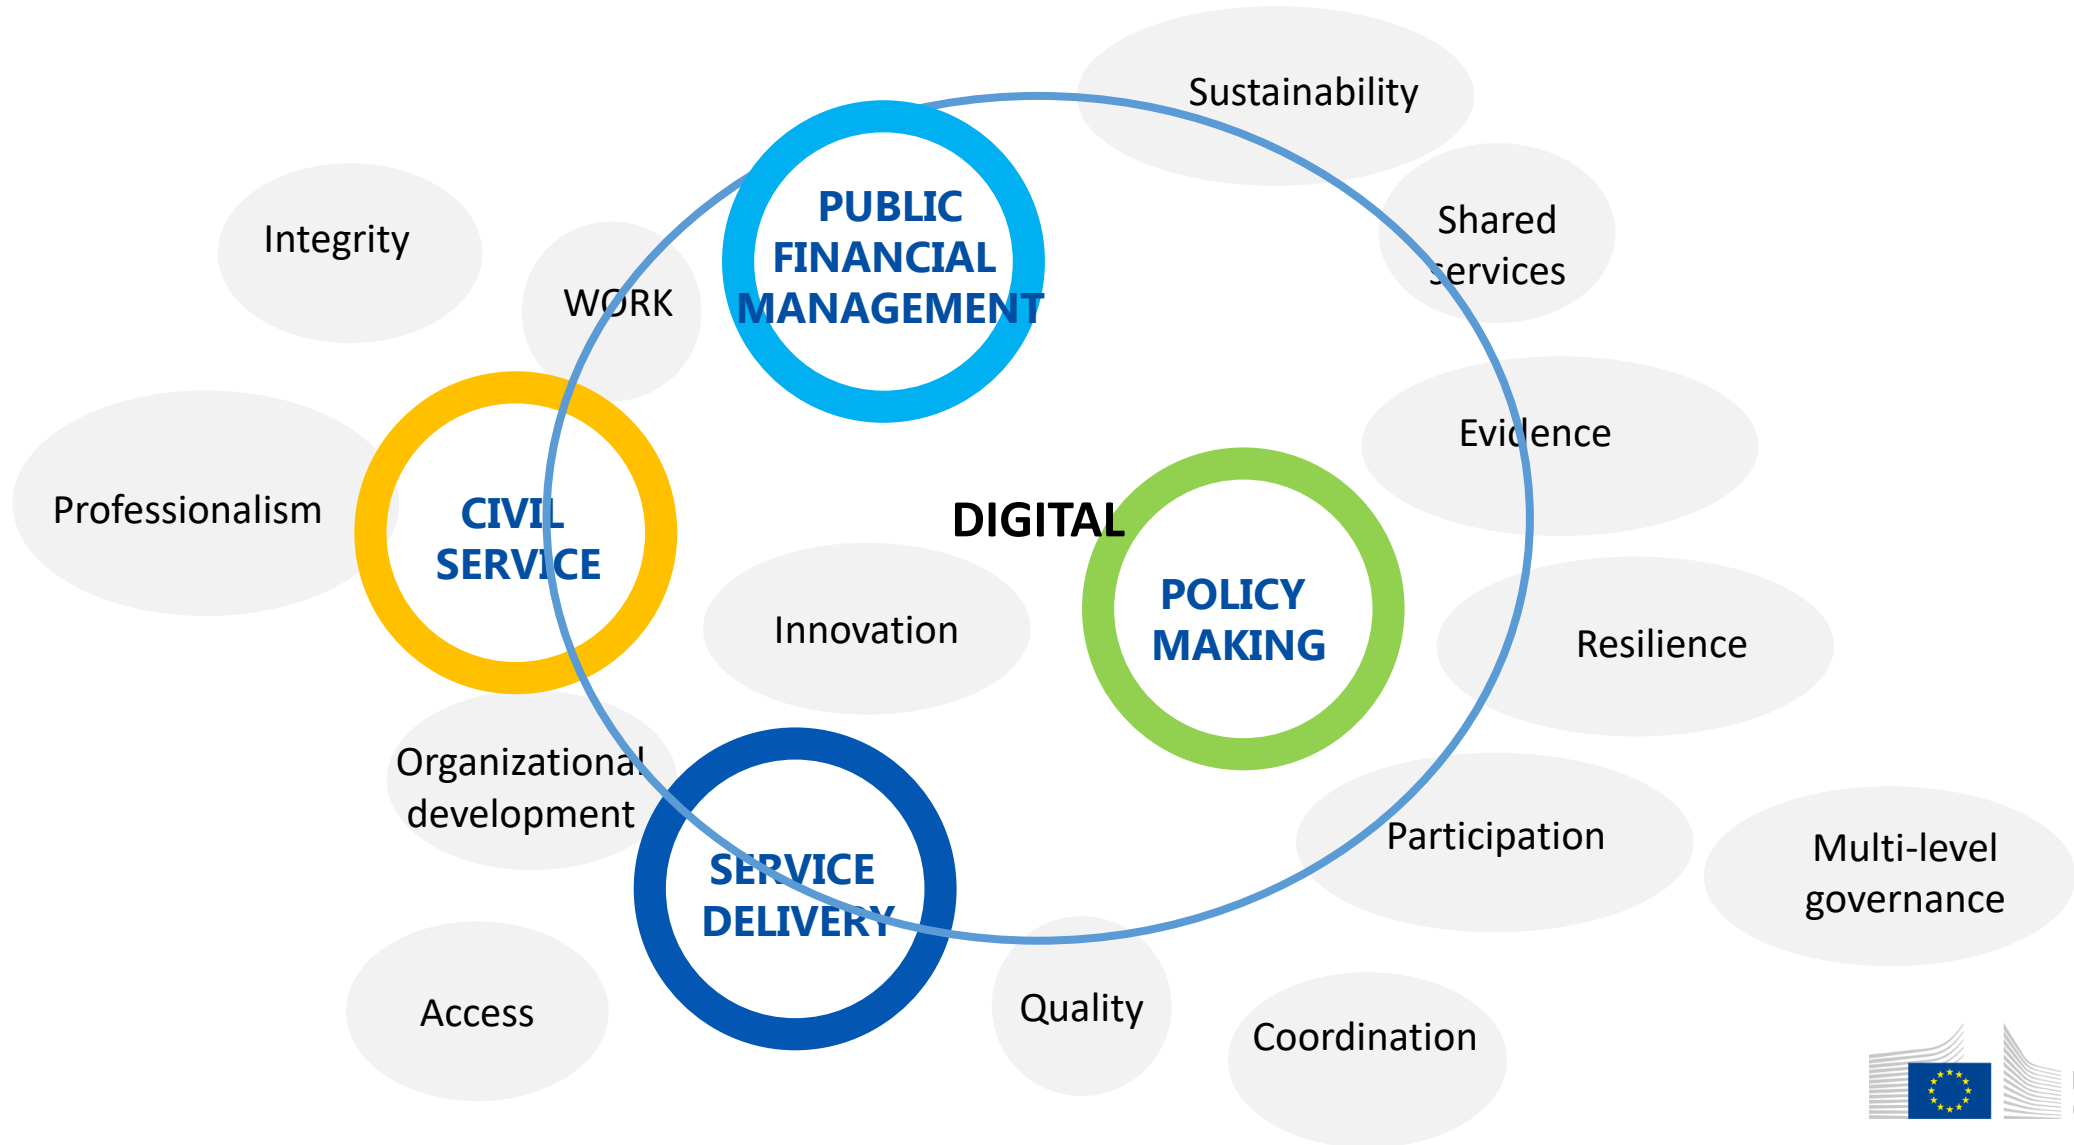 Sustainability
PUBLIC
FINANCIAL
MANAGEMENT
Shared
services
Integrity
WORK
Evidence
Professionalism
CIVIL
SERVICE
DIGITAL
POLICY
MAKING
Innovation
Resilience
Organizational
development
Participation
Multi-level
governance
SERVICE
DELIVERY
Access
Quality
Coordination